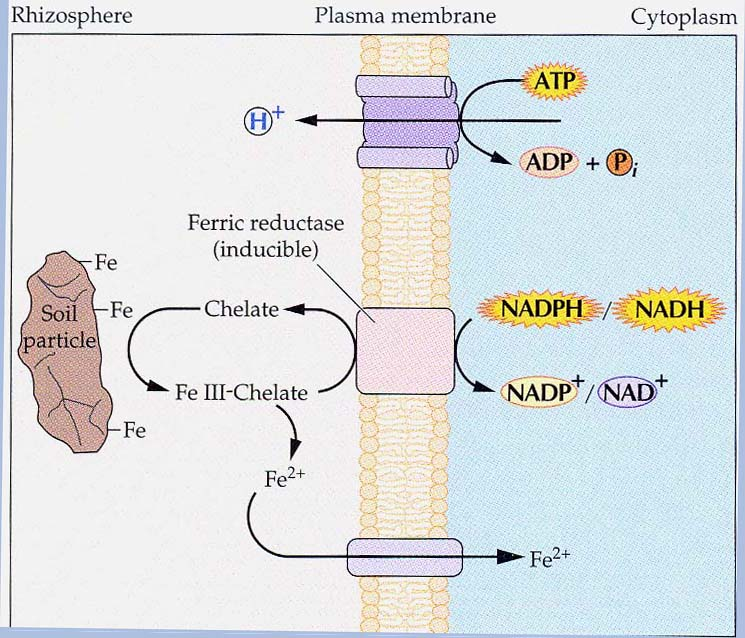 Rhizosphere
Plasma membrane
Cytoplasm
ATP
H+
ADP + Pi
Ferric reductase
(inducible)
Fe
Soil
particle
Fe
Chelate
NADPH / NADH
Fe III-Chelate
NADP+ / NAD+
Fe
Fe2+
Fe2+